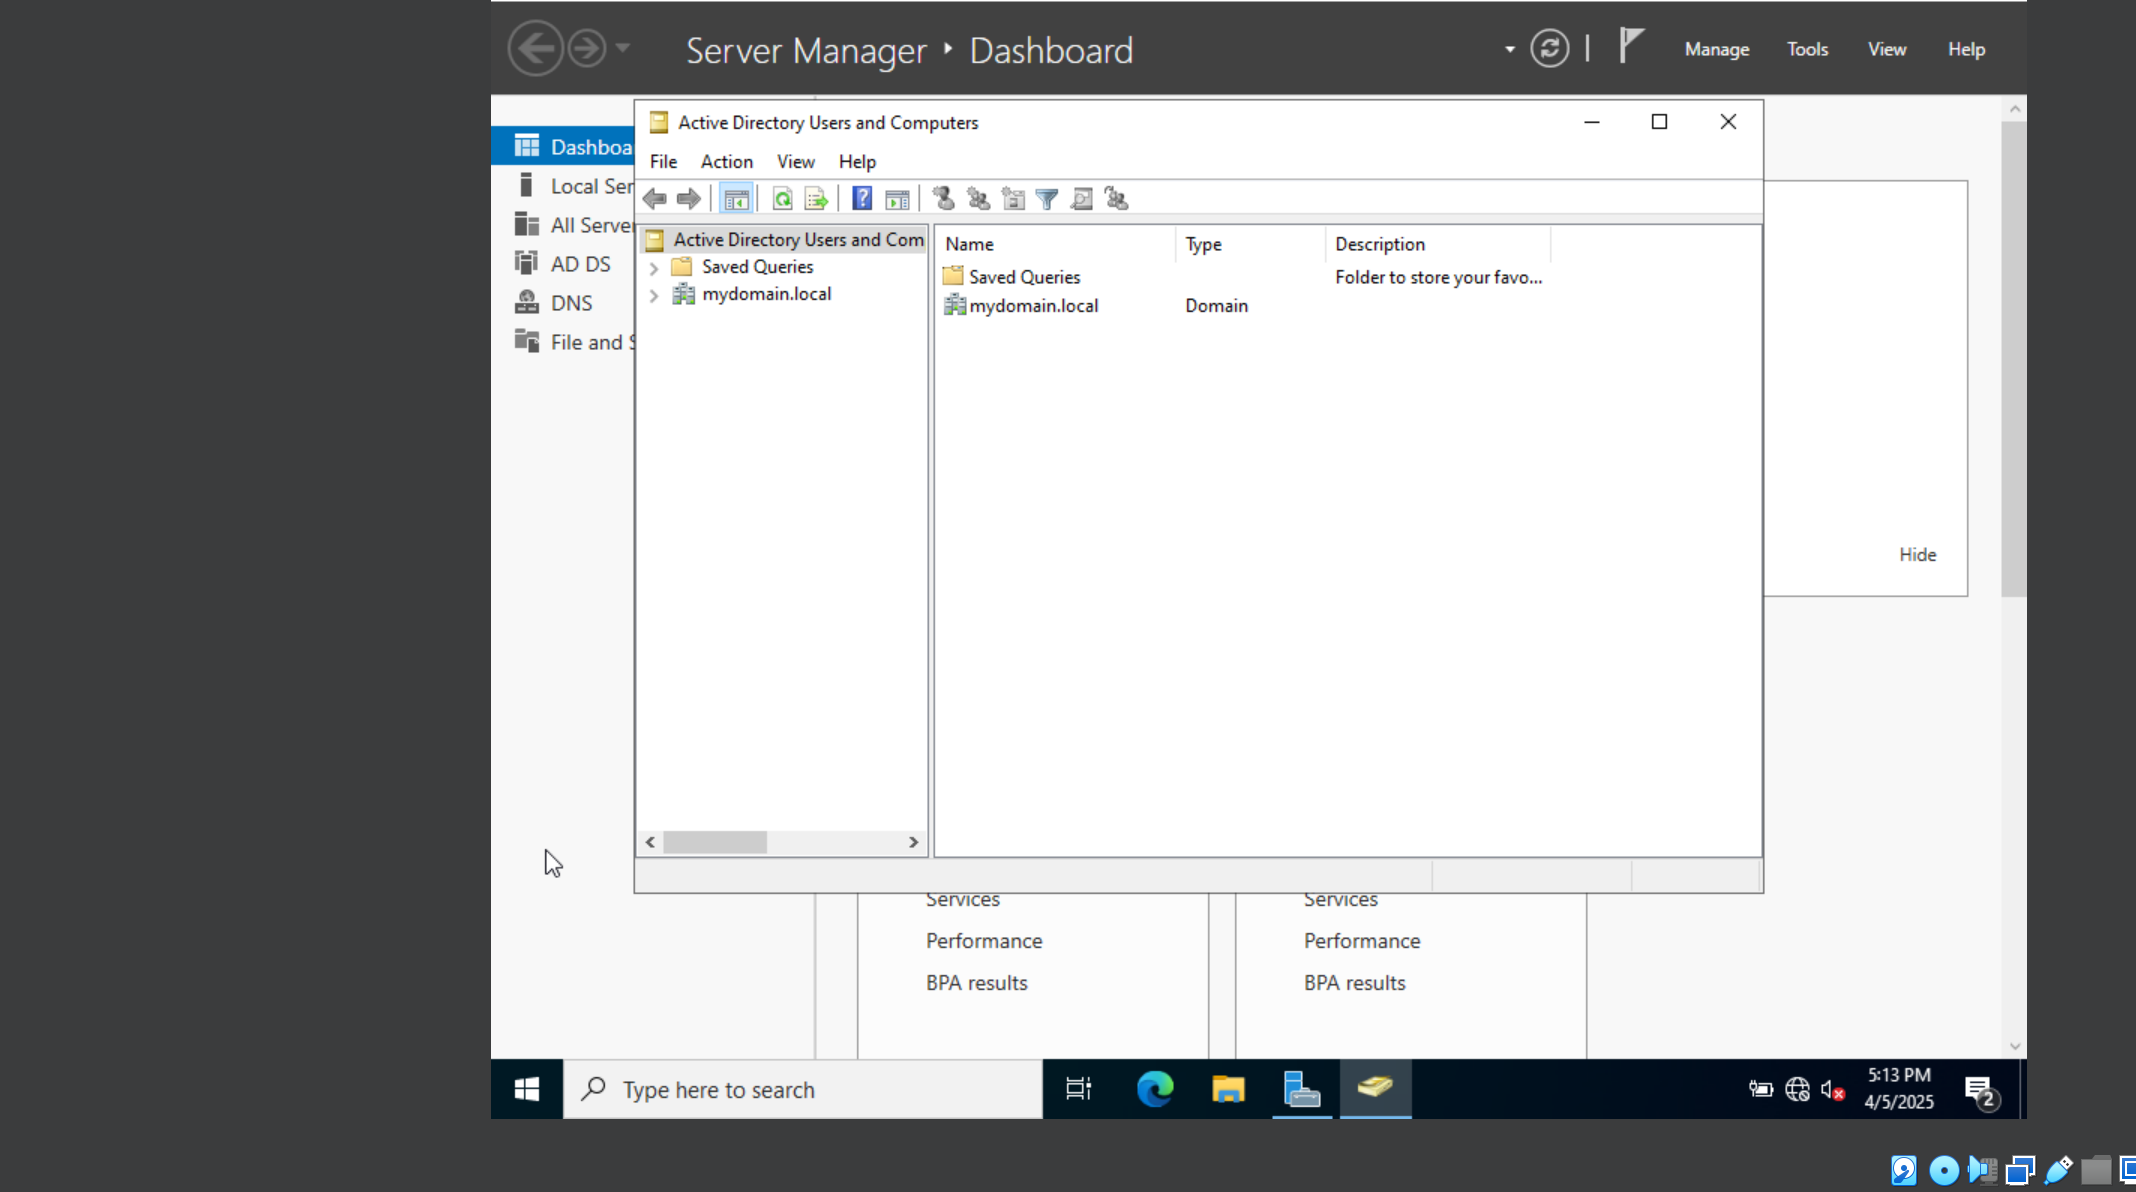 Server Manager ‣ Dashboard
Manage Tools View Help
Dashboa
Local Ser
All Server
AD DS
DNS
File and S
Active Directory Users and Computers
File Action View Help
Active Directory Users and Com
Saved Queries
mydomain.local
Name Type Description
Saved Queries Folder to store your favo...
mydomain.local Domain
Hide
Services Services
Performance Performance
BPA results BPA results
Type here to search
5:13 PM
4/5/2025
2